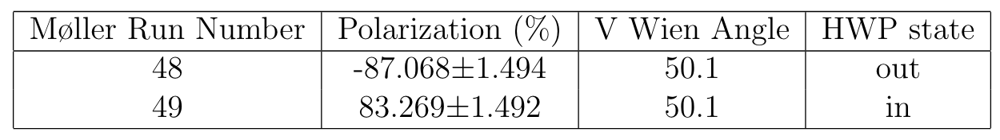 Møller Run Number Polarization (%) V Wien Angle HWP state
48 -87.068±1.494 50.1 out
49 83.269±1.492 50.1 in